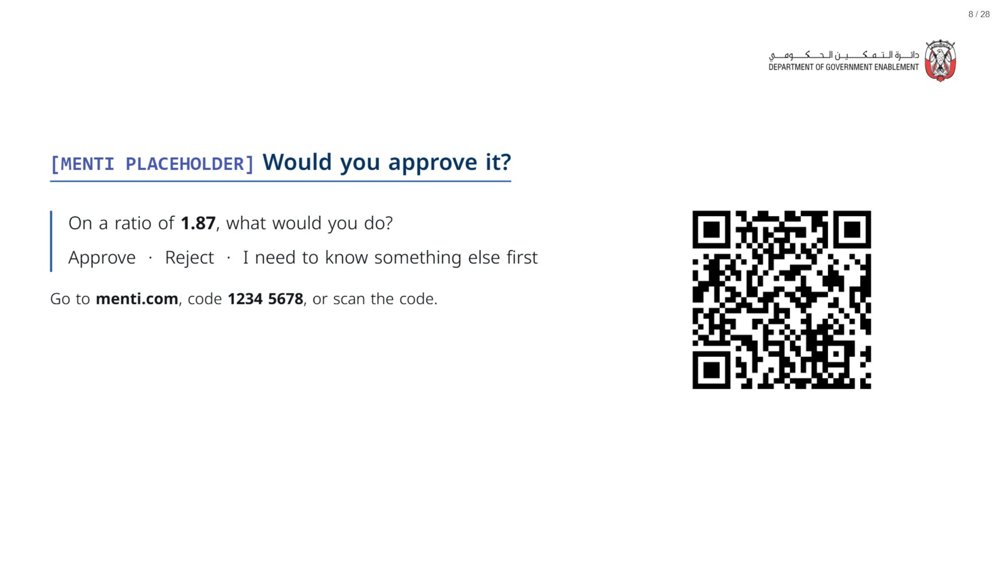 8 / 28
دائرة التمكين الحكومي
DEPARTMENT OF GOVERNMENT ENABLEMENT
[MENTI PLACEHOLDER] Would you approve it?
On a ratio of 1.87, what would you do?
Approve · Reject · I need to know something else first
Go to menti.com, code 1234 5678, or scan the code.